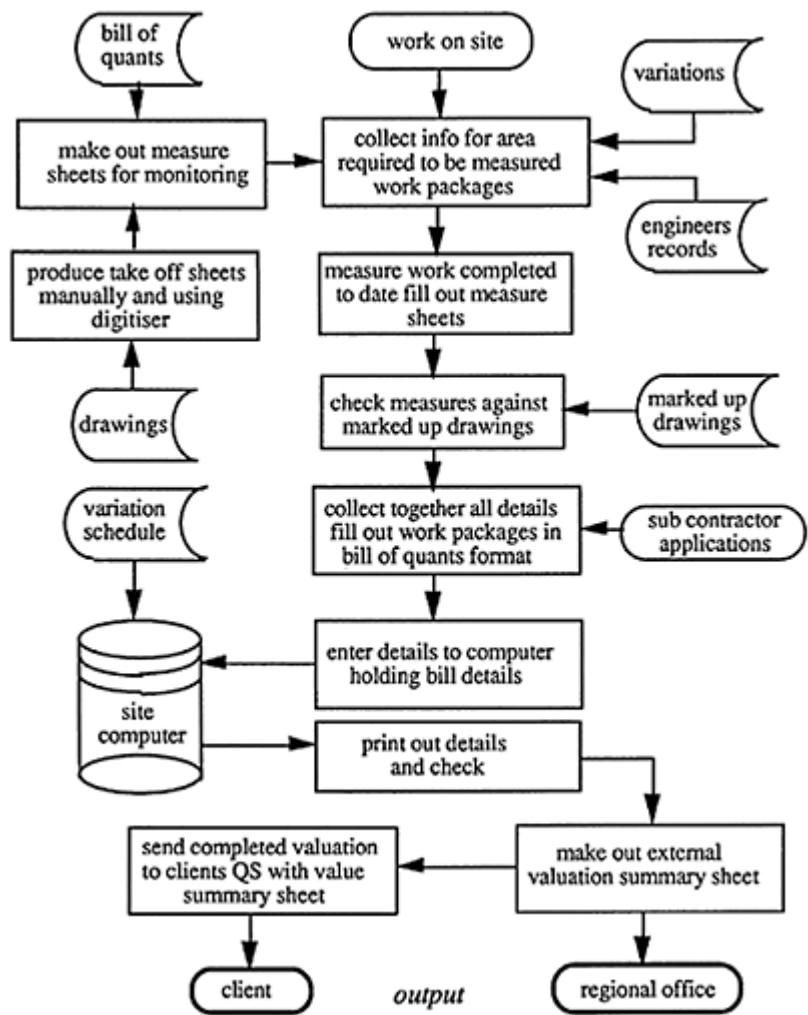 bill of
quants
work on site
variations
make out measure
sheets for monitoring
collect info for area
required to be measured
work packages
engineers
records
produce take off sheets
manually and using
digitiser
measure work completed
to date fill out measure
sheets
drawings
check measures against
marked up drawings
marked up
drawings
variation
schedule
collect together all details
fill out work packages in
bill of quants format
sub contractor
applications
enter details to computer
holding bill details
site
computer
print out details
and check
send completed valuation
to clients QS with value
summary sheet
make out external
valuation summary sheet
client
output
regional office